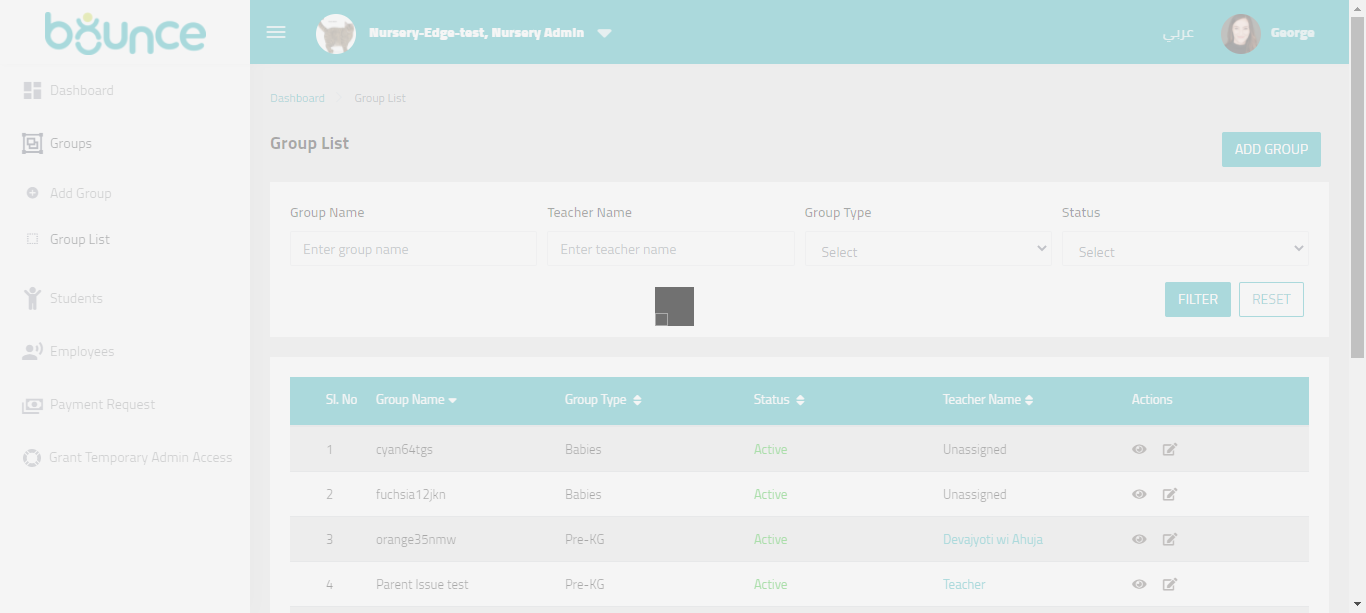 bounce
Nursery-Edge-test, Nursery Admin
عربي
George
Dashboard
Groups
Add Group
Group List
Students
Employees
Payment Request
Grant Temporary Admin Access
Dashboard
Group List
Group List
ADD GROUP
Group Name
Teacher Name
Group Type
Status
Enter group name
Enter teacher name
Select
Select
FILTER
RESET
Sl. No Group Name Group Type Status Teacher Name Actions
1 cyan64tgs Babies Active Unassigned
2 fuchsia12jkn Babies Active Unassigned
3 orange35nmw Pre-KG Active Devajyoti wi Ahuja
4 Parent Issue test Pre-KG Active Teacher